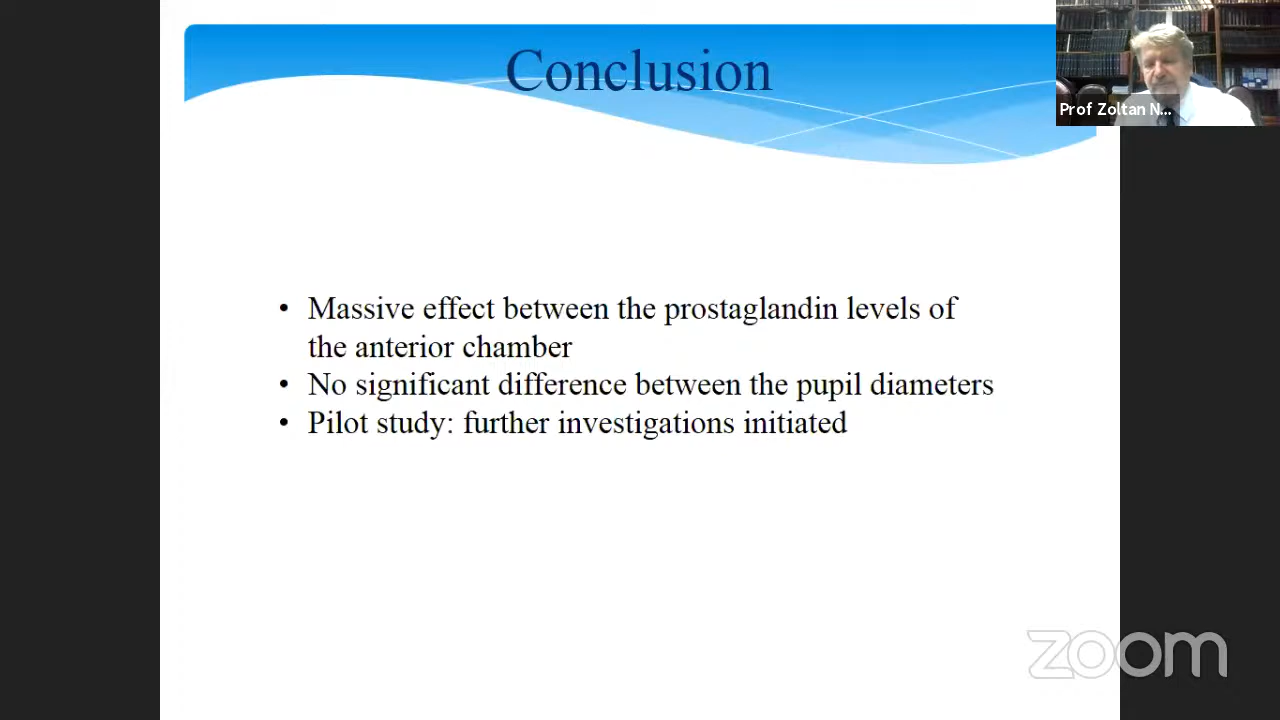 Conclusion
Prof Zoltan N...
• Massive effect between the prostaglandin levels of
the anterior chamber
• No significant difference between the pupil diameters
• Pilot study: further investigations initiated
zoom